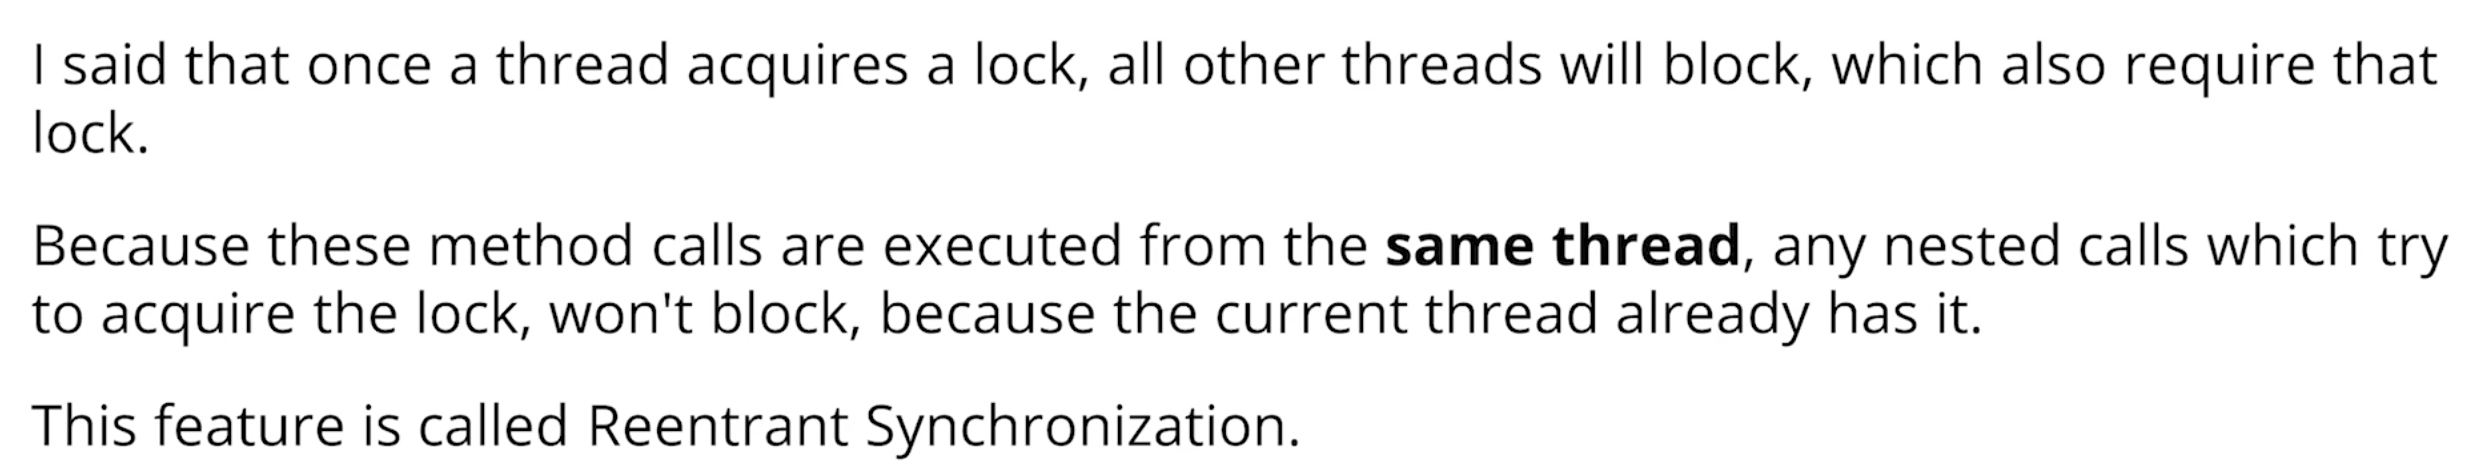 I said that once a thread acquires a lock, all other threads will block, which also require that
lock.
Because these method calls are executed from the same thread, any nested calls which try
to acquire the lock, won't block, because the current thread already has it.
This feature is called Reentrant Synchronization.